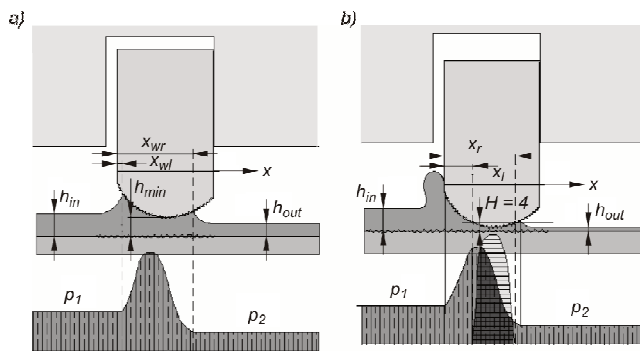 a)
x_wr
x_wl
x
h_in
h_min
h_out
p_1
p_2
b)
x_r
x_l
x
h_in
H = 4
h_out
p_1
p_2